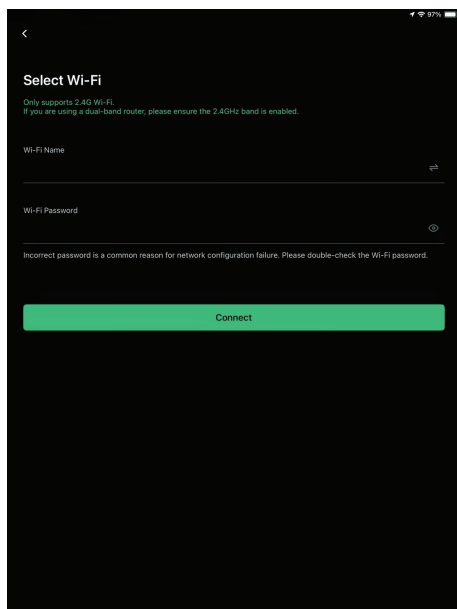 97%
Select Wi-Fi
Only supports 2.4G Wi-Fi.
If you are using a dual-band router, please ensure the 2.4GHz band is enabled.
Wi-Fi Name
Wi-Fi Password
Incorrect password is a common reason for network configuration failure. Please double-check the Wi-Fi password.
Connect